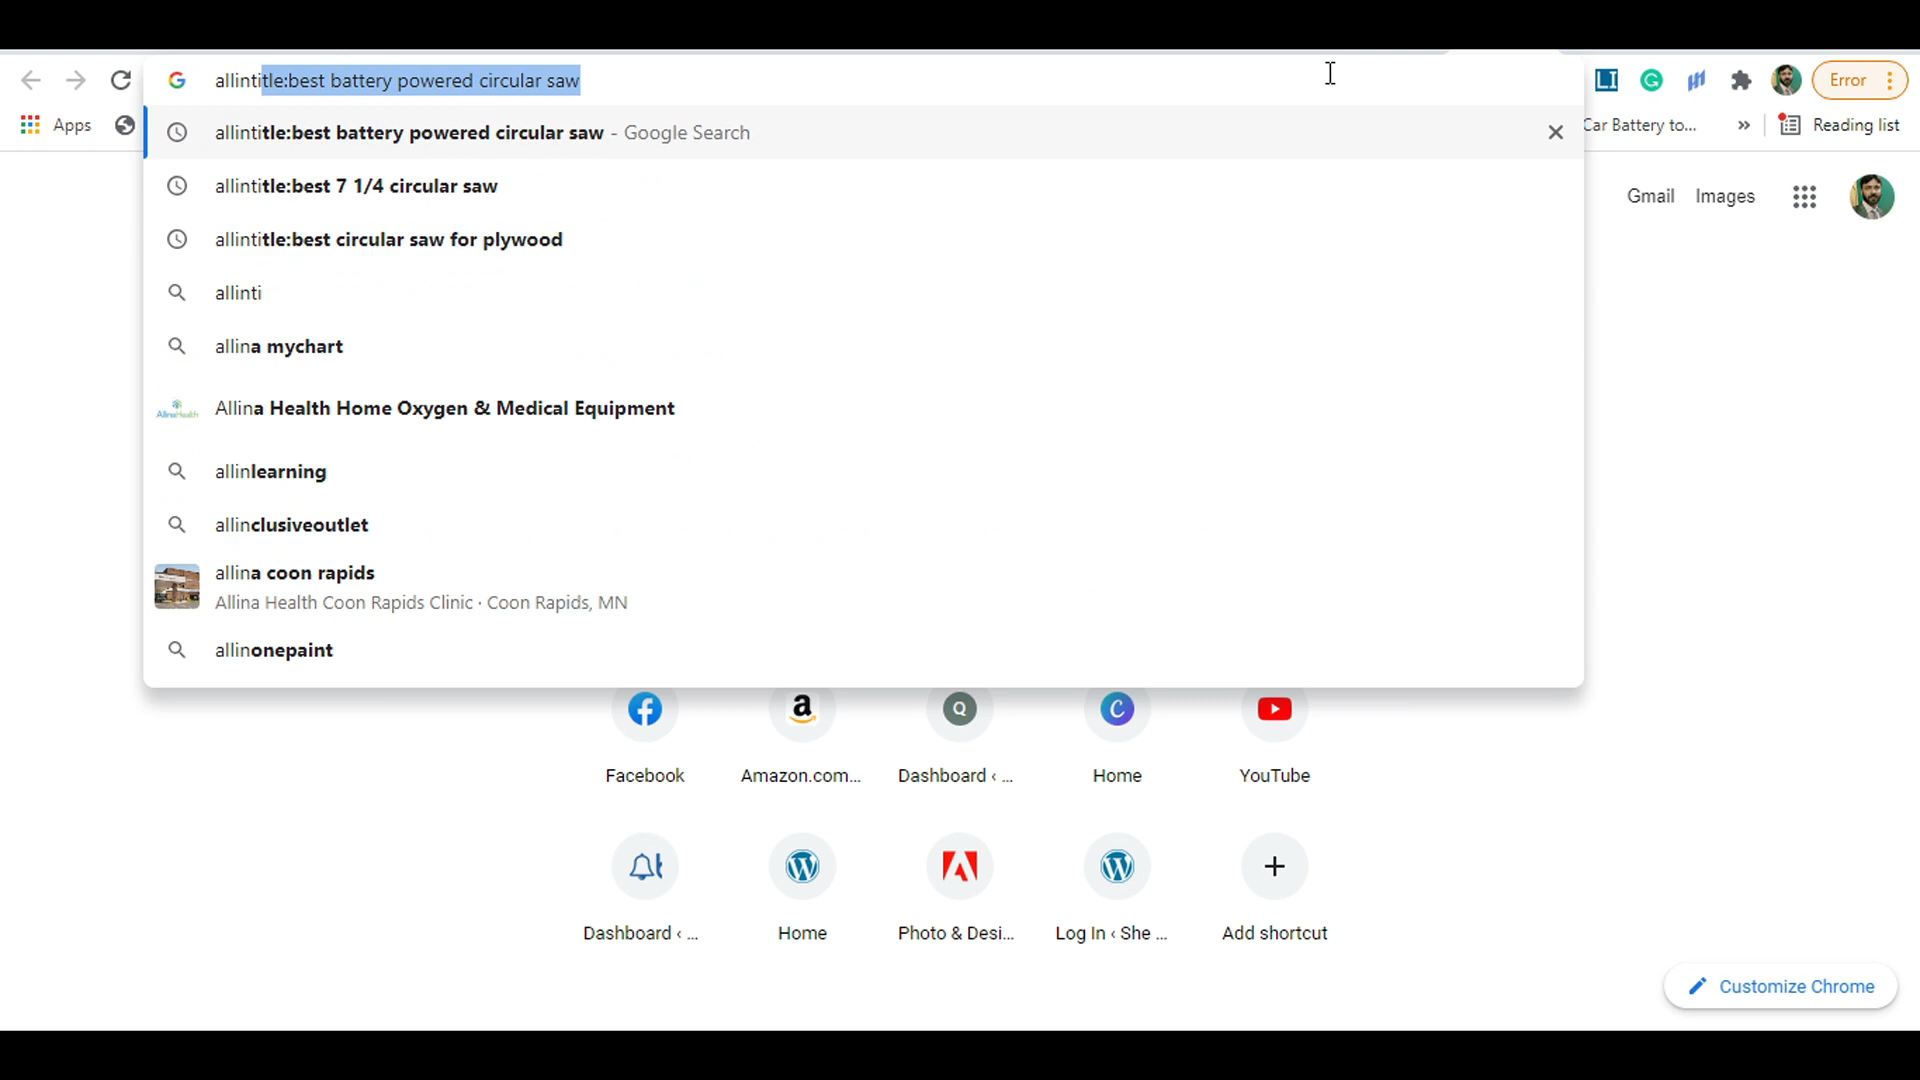 allintitle:best battery powered circular saw
Error
Apps
Car Battery to...
»
Reading list
allintitle:best battery powered circular saw - Google Search
allintitle:best 7 1/4 circular saw
Gmail
Images
allintitle:best circular saw for plywood
allinti
allina mychart
AllinaHealth
Allina Health Home Oxygen & Medical Equipment
allinlearning
allinclusiveoutlet
allina coon rapids
Allina Health Coon Rapids Clinic · Coon Rapids, MN
allinonepaint
Facebook
Amazon.com...
Dashboard ‹ ...
Home
YouTube
Dashboard ‹ ...
Home
Photo & Desi...
Log In ‹ She ...
Add shortcut
Customize Chrome